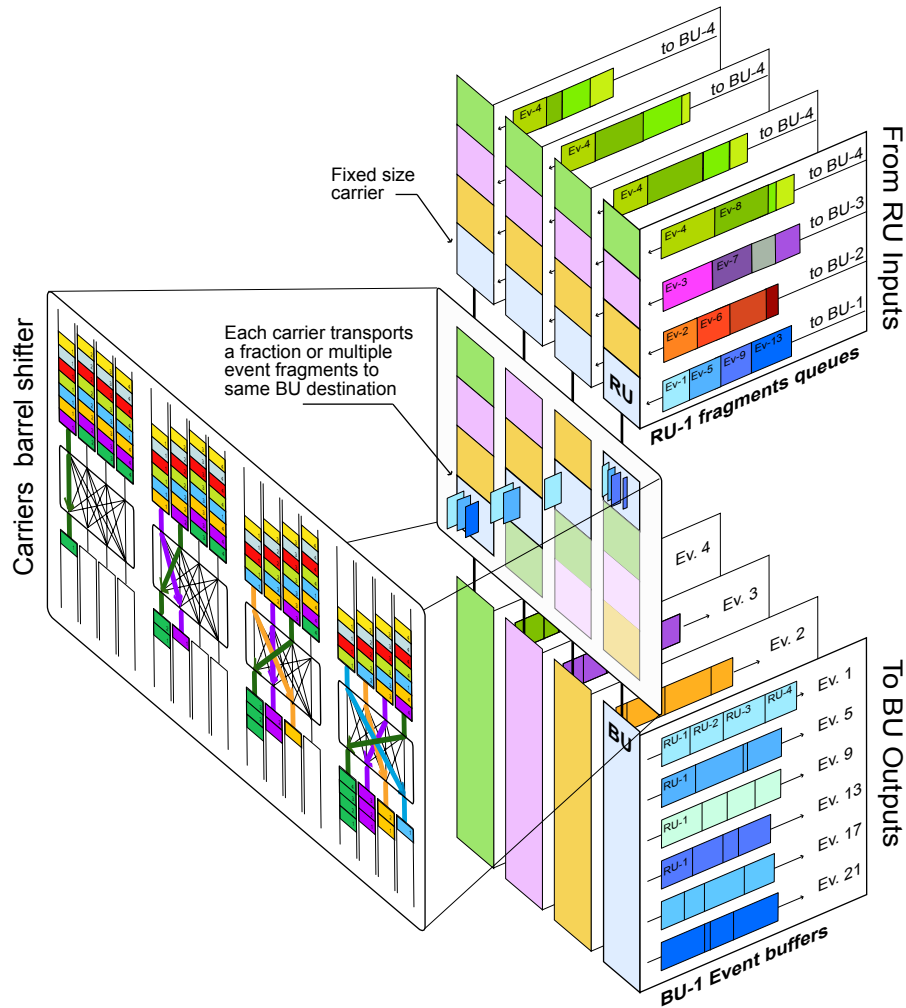 to BU-4
to BU-4
to BU-4
to BU-4
to BU-3
to BU-2
to BU-1
Ev-4
Ev-4
Ev-4
Ev-4
Ev-8
Ev-3
Ev-7
Ev-2
Ev-6
Ev-1
Ev-5
Ev-9
Ev-13
RU
RU-1 fragments queues
From RU Inputs
Fixed size
carrier
Each carrier transports
a fraction or multiple
event fragments to
same BU destination
Carriers barrel shifter
Ev. 4
Ev. 3
Ev. 2
Ev. 1
Ev. 5
Ev. 9
Ev. 13
Ev. 17
Ev. 21
BU
RU-1
RU-2
RU-3
RU-4
RU-1
RU-1
RU-1
BU-1 Event buffers
To BU Outputs